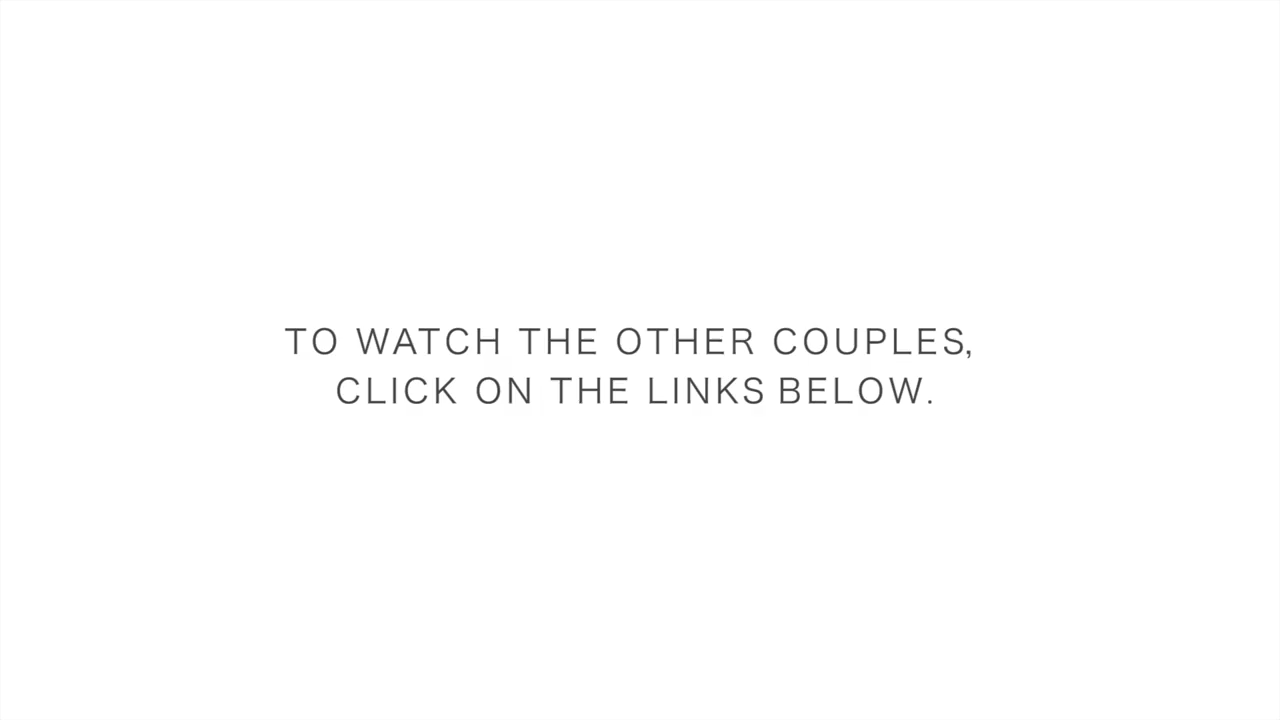 TO WATCH THE OTHER COUPLES,
CLICK ON THE LINKS BELOW.